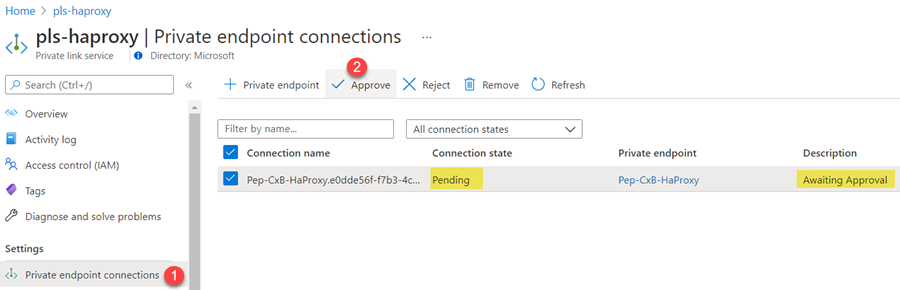 Home > pls-haproxy
pls-haproxy | Private endpoint connections ...
Private link service | Directory: Microsoft
Search (Ctrl+/) «
+ Private endpoint Approve Reject Remove Refresh
2
Overview
Activity log
Access control (IAM)
Tags
Diagnose and solve problems
Settings
Private endpoint connections 1
Filter by name... All connection states
Connection name Connection state Private endpoint Description
Pep-CxB-HaProxy.e0dde56f-f7b3-4c... Pending Pep-CxB-HaProxy Awaiting Approval